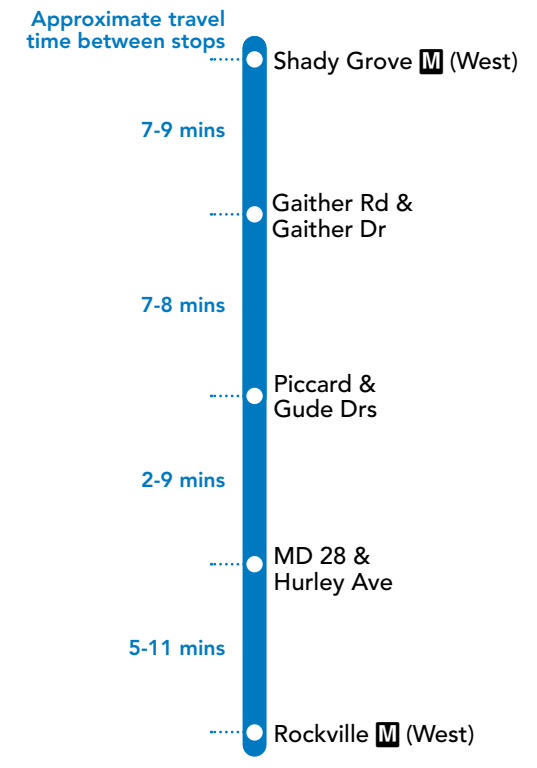 Approximate travel
time between stops
Shady Grove M (West)
7-9 mins
Gaither Rd &
Gaither Dr
7-8 mins
Piccard &
Gude Drs
2-9 mins
MD 28 &
Hurley Ave
5-11 mins
Rockville M (West)